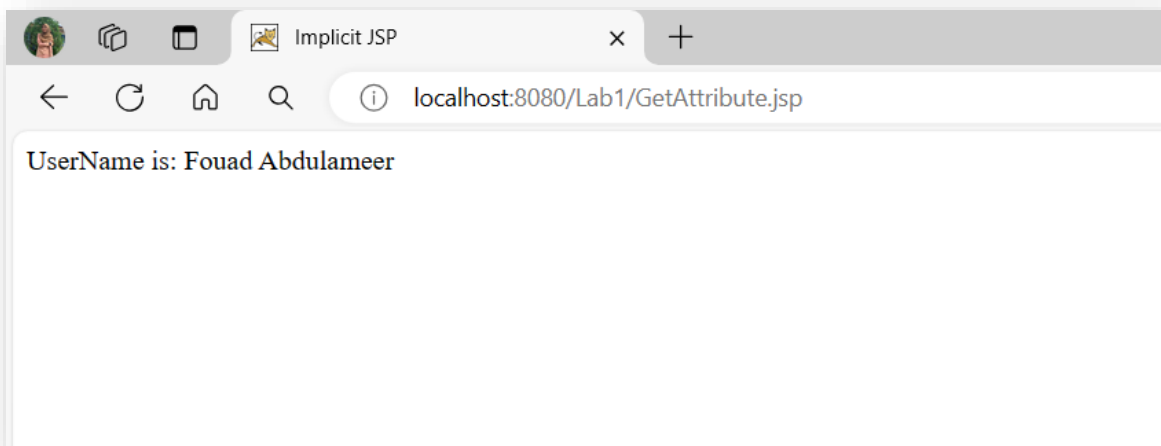 Implicit JSP
localhost:8080/Lab1/GetAttribute.jsp
UserName is: Fouad Abdulameer